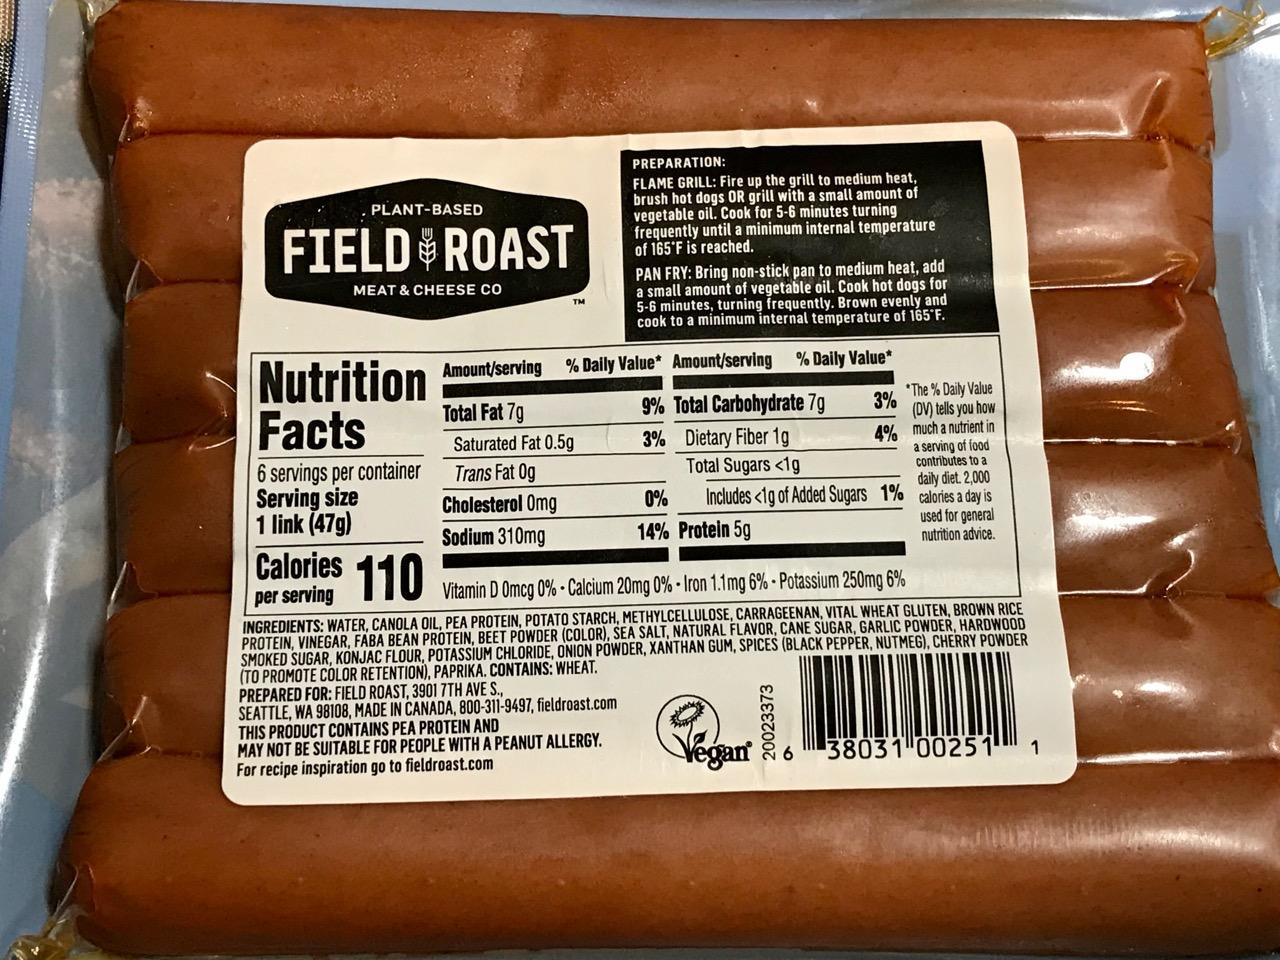 PLANT-BASED
FIELD ROAST
MEAT & CHEESE CO
TM
PREPARATION:
FLAME GRILL: Fire up the grill to medium heat,
brush hot dogs OR grill with a small amount of
vegetable oil. Cook for 5-6 minutes turning
frequently until a minimum internal temperature
of 165°F is reached.
PAN FRY: Bring non-stick pan to medium heat, add
a small amount of vegetable oil. Cook hot dogs for
5-6 minutes, turning frequently. Brown evenly and
cook to a minimum internal temperature of 165°F.
Nutrition
Facts
6 servings per container
Serving size
1 link (47g)
Calories
per serving
110
Amount/serving % Daily Value*
Total Fat 7g 9%
Saturated Fat 0.5g 3%
Trans Fat 0g
Cholesterol 0mg 0%
Sodium 310mg 14%
Amount/serving % Daily Value*
Total Carbohydrate 7g 3%
Dietary Fiber 1g 4%
Total Sugars <1g
Includes <1g of Added Sugars 1%
Protein 5g
Vitamin D 0mcg 0% • Calcium 20mg 0% • Iron 1.1mg 6% • Potassium 250mg 6%
*The % Daily Value
(DV) tells you how
much a nutrient in
a serving of food
contributes to a
daily diet. 2,000
calories a day is
used for general
nutrition advice.
INGREDIENTS: WATER, CANOLA OIL, PEA PROTEIN, POTATO STARCH, METHYLCELLULOSE, CARRAGEENAN, VITAL WHEAT GLUTEN, BROWN RICE
PROTEIN, VINEGAR, FABA BEAN PROTEIN, BEET POWDER (COLOR), SEA SALT, NATURAL FLAVOR, CANE SUGAR, GARLIC POWDER, HARDWOOD
SMOKED SUGAR, KONJAC FLOUR, POTASSIUM CHLORIDE, ONION POWDER, XANTHAN GUM, SPICES (BLACK PEPPER, NUTMEG), CHERRY POWDER
(TO PROMOTE COLOR RETENTION), PAPRIKA. CONTAINS: WHEAT.
PREPARED FOR: FIELD ROAST, 3901 7TH AVE S.,
SEATTLE, WA 98108, MADE IN CANADA, 800-311-9497, fieldroast.com
THIS PRODUCT CONTAINS PEA PROTEIN AND
MAY NOT BE SUITABLE FOR PEOPLE WITH A PEANUT ALLERGY.
For recipe inspiration go to fieldroast.com
Vegan®
20023373
6 38031 00251 1